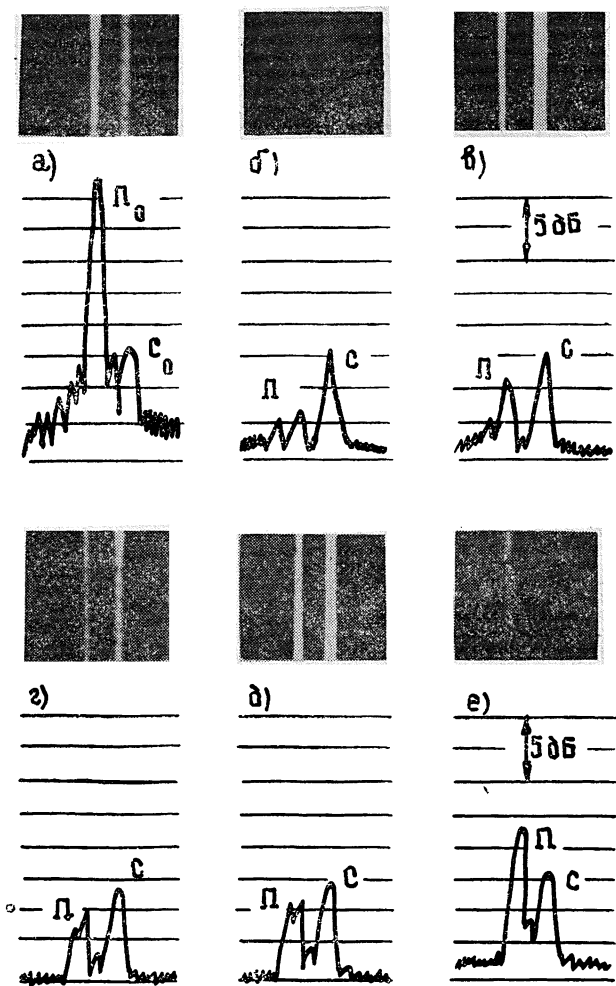 а) б) в)
П₀
С₀
П С
П С
5 дБ
г) д) е)
П С
П С
П С
5 дБ